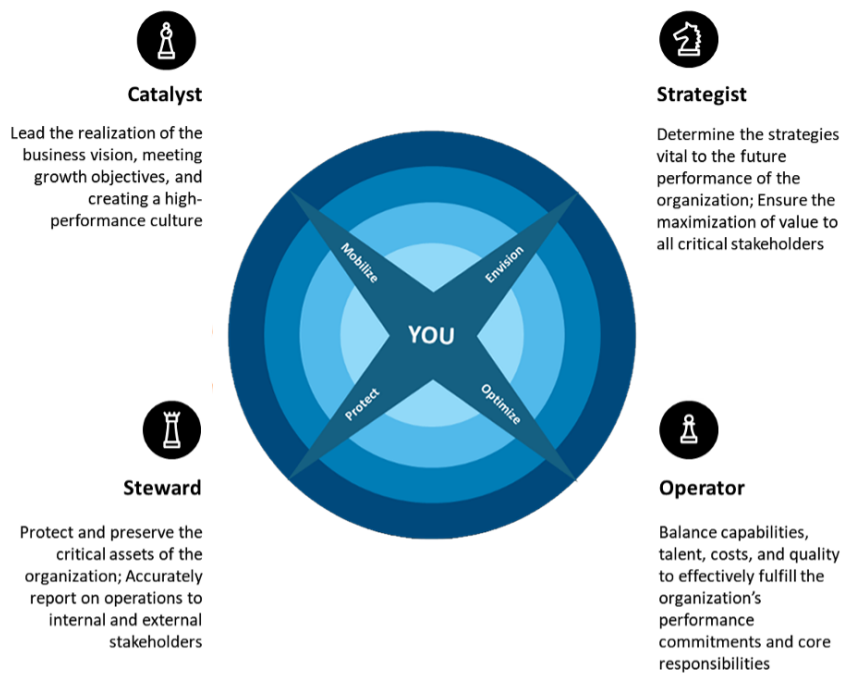 Catalyst
Lead the realization of the
business vision, meeting
growth objectives, and
creating a high-
performance culture
Strategist
Determine the strategies
vital to the future
performance of the
organization; Ensure the
maximization of value to
all critical stakeholders
Mobilize
Envision
YOU
Protect
Optimize
Steward
Protect and preserve the
critical assets of the
organization; Accurately
report on operations to
internal and external
stakeholders
Operator
Balance capabilities,
talent, costs, and quality
to effectively fulfill the
organization’s
performance
commitments and core
responsibilities